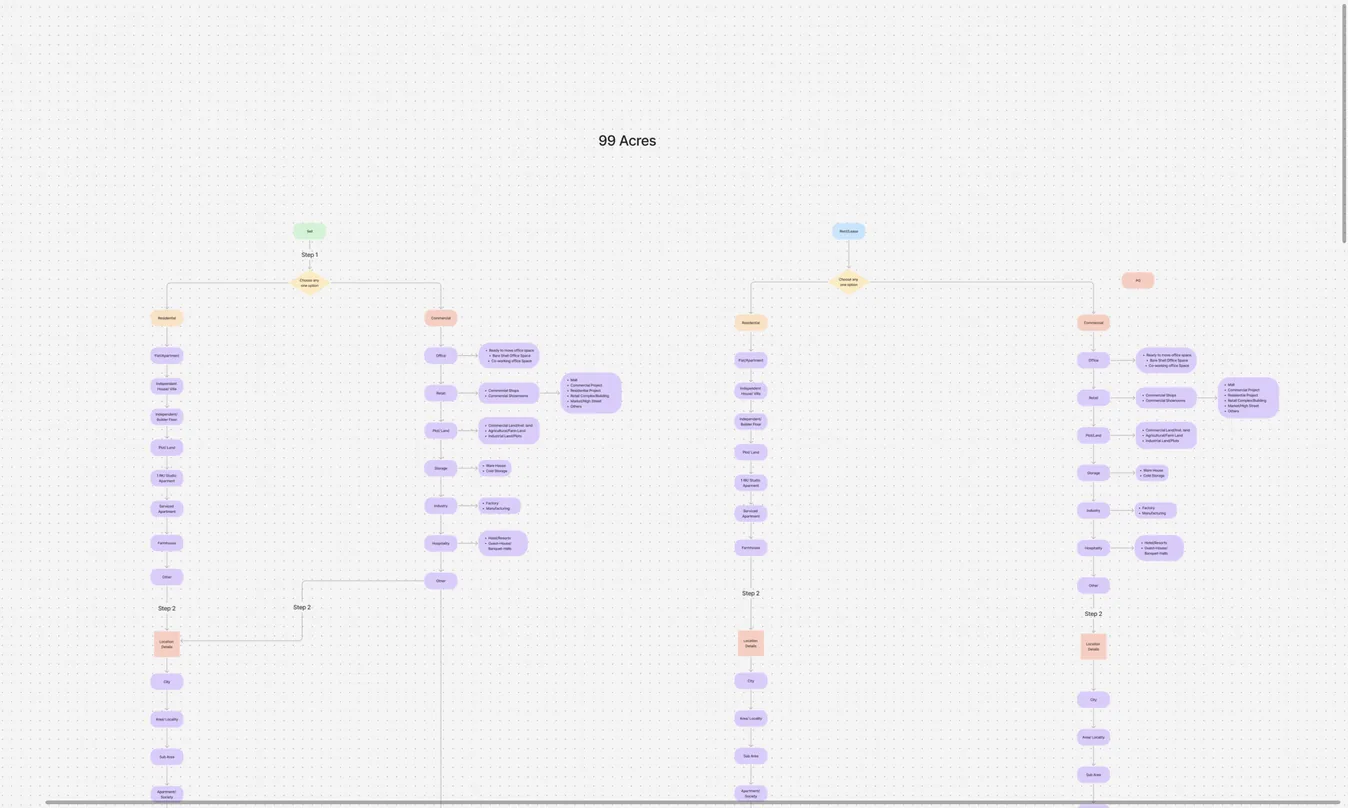 99 Acres
Sell
Step 1
Choose any
one option
Residential
Flat/Apartment
Independent
House/ Villa
Independent/
Builder Floor
Plot/ Land
1 RK/ Studio
Apartment
Serviced
Apartment
Farmhouse
Other
Step 2
Location
Details
City
Area/ Locality
Sub Area
Apartment/
Society
Commercial
Office
• Ready to move office space
• Bare Shell Office Space
• Co-working office Space
Retail
• Commercial Shops
• Commercial Showrooms
• Mall
• Commercial Project
• Residential Project
• Retail Complex/Building
• Market/High Street
• Others
Plot/ Land
• Commercial Land/Inst. land
• Agricultural/Farm Land
• Industrial Land/Plots
Storage
• Ware House
• Cold Storage
Industry
• Factory
• Manufacturing
Hospitality
• Hotel/Resorts
• Guest-House/
Banquet Halls
Other
Step 2
Rent/Lease
Choose any
one option
Residential
Flat/Apartment
Independent
House/ Villa
Independent/
Builder Floor
Plot/ Land
1 RK/ Studio
Apartment
Serviced
Apartment
Farmhouse
Step 2
Location
Details
City
Area/ Locality
Sub Area
Apartment/
Society
Commercial
Office
• Ready to move office space
• Bare Shell Office Space
• Co-working office Space
Retail
• Commercial Shops
• Commercial Showrooms
• Mall
• Commercial Project
• Residential Project
• Retail Complex/Building
• Market/High Street
• Others
Plot/Land
• Commercial Land/Inst. land
• Agricultural/Farm Land
• Industrial Land/Plots
Storage
• Ware House
• Cold Storage
Industry
• Factory
• Manufacturing
Hospitality
• Hotel/Resorts
• Guest-House/
Banquet Halls
Other
Step 2
Location
Details
City
Area/ Locality
Sub Area